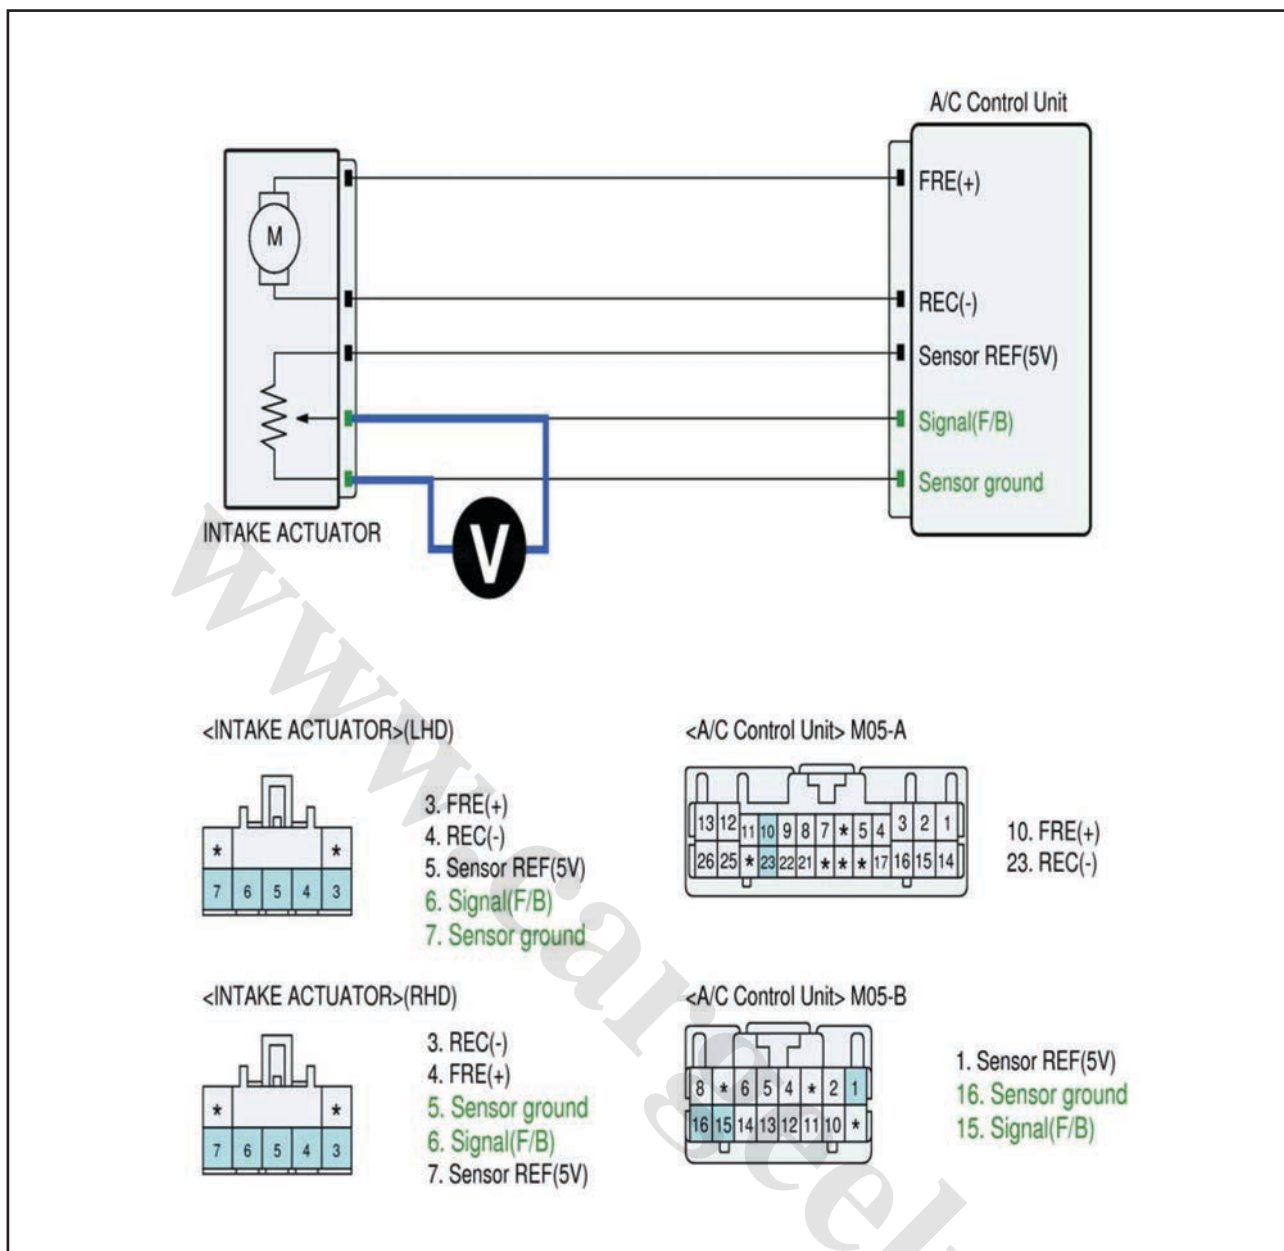 A/C Control Unit
FRE(+)
M
REC(-)
Sensor REF(5V)
Signal(F/B)
Sensor ground
INTAKE ACTUATOR
V
<INTAKE ACTUATOR>(LHD)
* *
7 6 5 4 3
3. FRE(+)
4. REC(-)
5. Sensor REF(5V)
6. Signal(F/B)
7. Sensor ground
<A/C Control Unit> M05-A
13 12 11 10 9 8 7 * 5 4 3 2 1
26 25 * 23 22 21 * * * 17 16 15 14
10. FRE(+)
23. REC(-)
<INTAKE ACTUATOR>(RHD)
* *
7 6 5 4 3
3. REC(-)
4. FRE(+)
5. Sensor ground
6. Signal(F/B)
7. Sensor REF(5V)
<A/C Control Unit> M05-B
8 * 6 5 4 * 2 1
16 15 14 13 12 11 10 *
1. Sensor REF(5V)
16. Sensor ground
15. Signal(F/B)